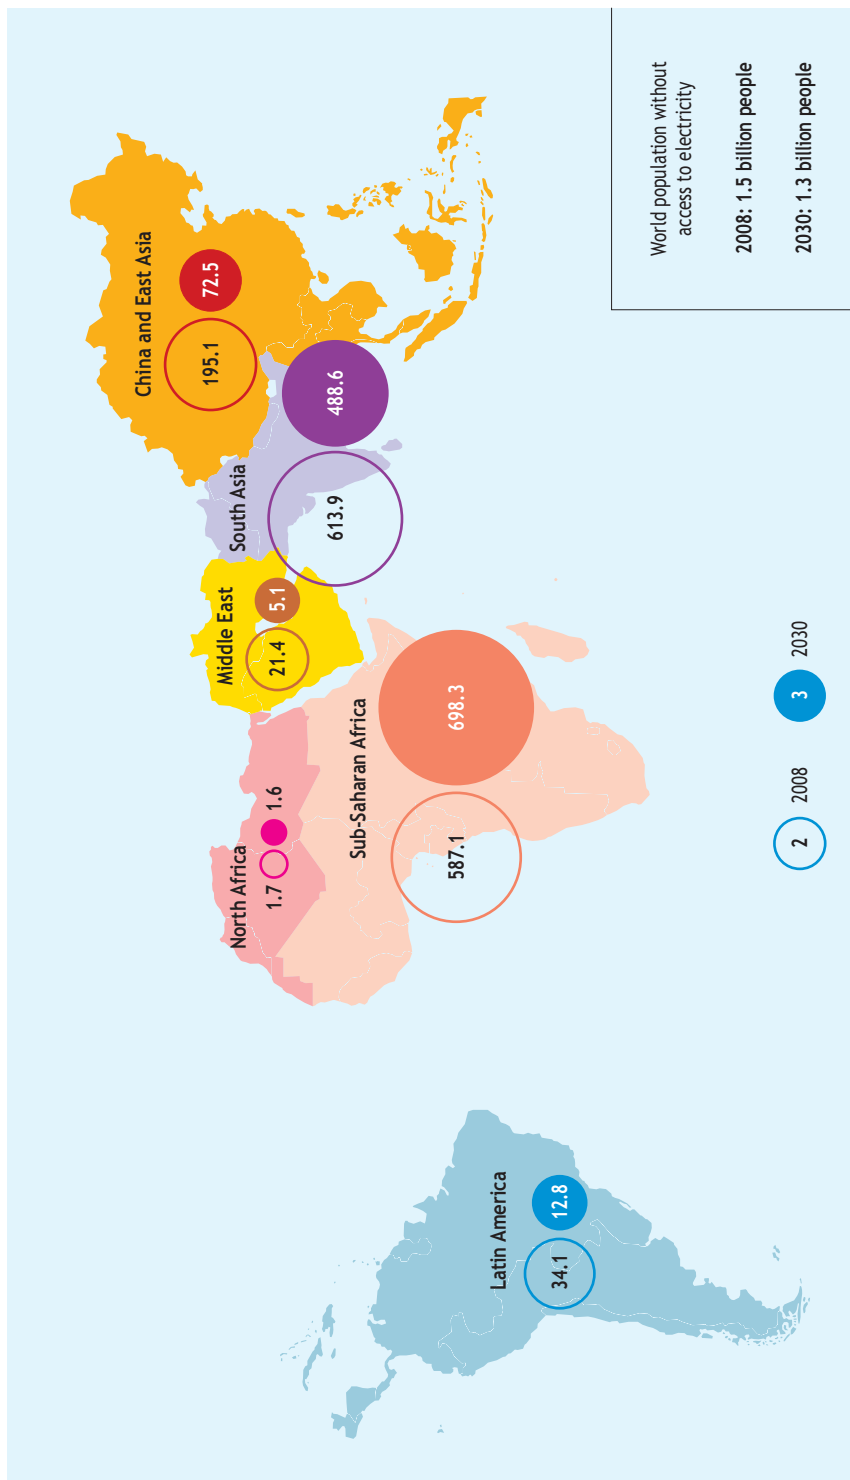 Latin America
34.1
12.8
North Africa
1.7
1.6
Sub-Saharan Africa
587.1
698.3
Middle East
21.4
5.1
South Asia
613.9
488.6
China and East Asia
195.1
72.5
2
2008
3
2030
World population without
access to electricity
2008: 1.5 billion people
2030: 1.3 billion people